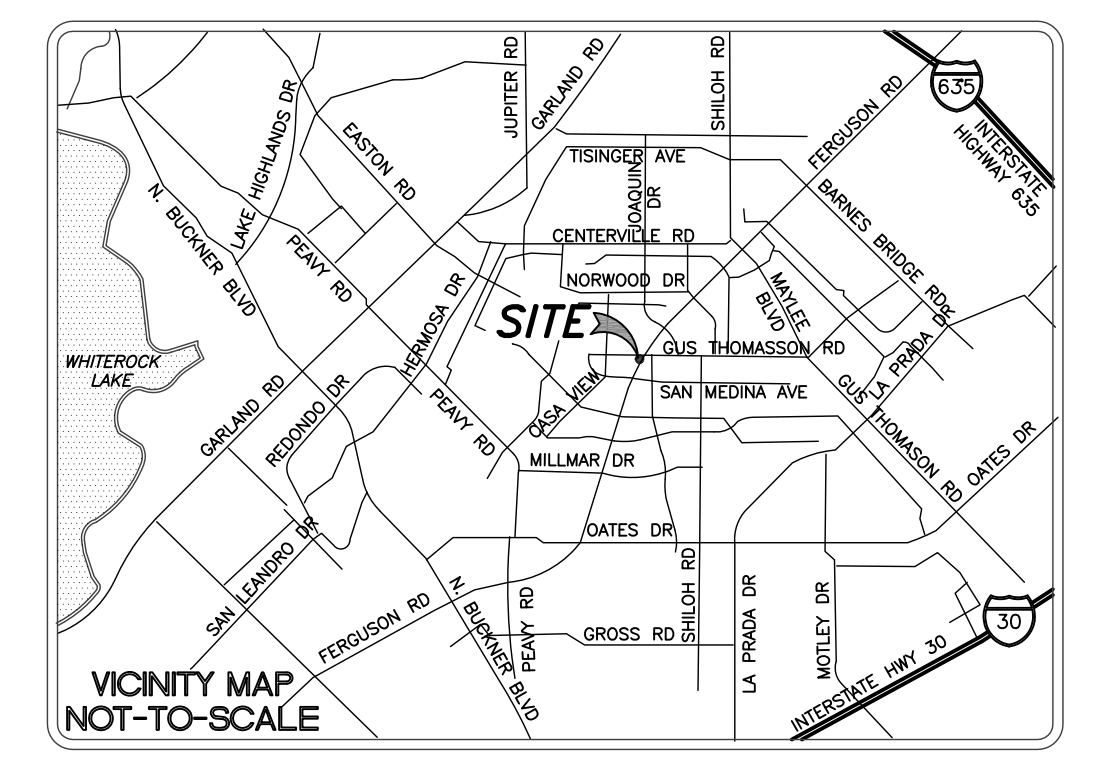 JUPITER RD
GARLAND RD
SHILOH RD
FERGUSON RD
635
INTERSTATE
HIGHWAY 635
LAKE HIGHLANDS DR
EASTON RD
TISINGER AVE
JOAQUIN
DR
N. BUCKNER BLVD
PEAVY RD
CENTERVILLE RD
BARNES BRIDGE RD
NORWOOD DR
MAYLEE
BLVD
HERMOSA DR
SITE
GUS THOMASSON RD
LA PRADA DR
WHITEROCK
LAKE
GARLAND RD
REDONDO DR
PEAVY RD
CASA VIEW
SAN MEDINA AVE
GUS THOMASON RD
MILLMAR DR
OATES DR
OATES DR
SAN LEANDRO DR
FERGUSON RD
N. BUCKNER BLVD
PEAVY RD
GROSS RD
SHILOH RD
LA PRADA DR
MOTLEY DR
30
INTERSTATE HWY 30
VICINITY MAP
NOT-TO-SCALE